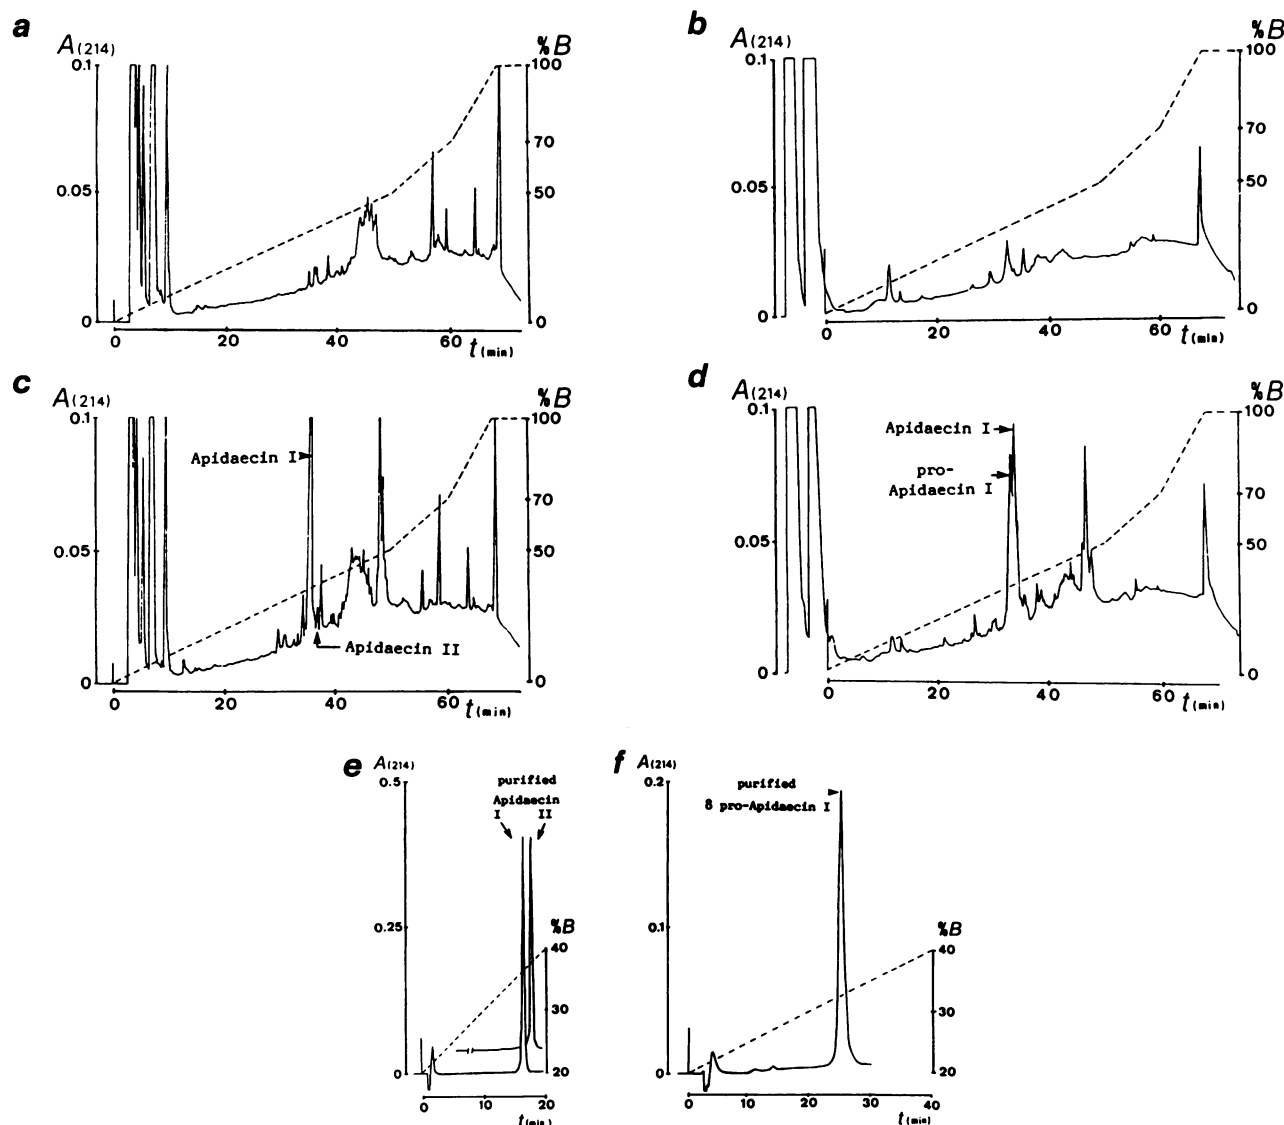 a
A(214)
%B
0.1
100
70
0.05
50
0
0
0
20
40
60
t(min)
b
A(214)
%B
0.1
100
70
0.05
50
0
0
0
20
40
60
t(min)
c
A(214)
%B
0.1
100
Apidaecin I
70
0.05
50
Apidaecin II
0
0
0
20
40
60
t(min)
d
A(214)
%B
0.1
100
Apidaecin I
pro-
Apidaecin I
70
0.05
50
0
0
0
20
40
60
t(min)
e
A(214)
0.5
purified
Apidaecin
I II
0.25
%B
40
30
0
20
0
10
20
t(min)
f
A(214)
0.2
purified
8 pro-Apidaecin I
0.1
%B
40
30
0
20
0
10
20
30
40
t(min)